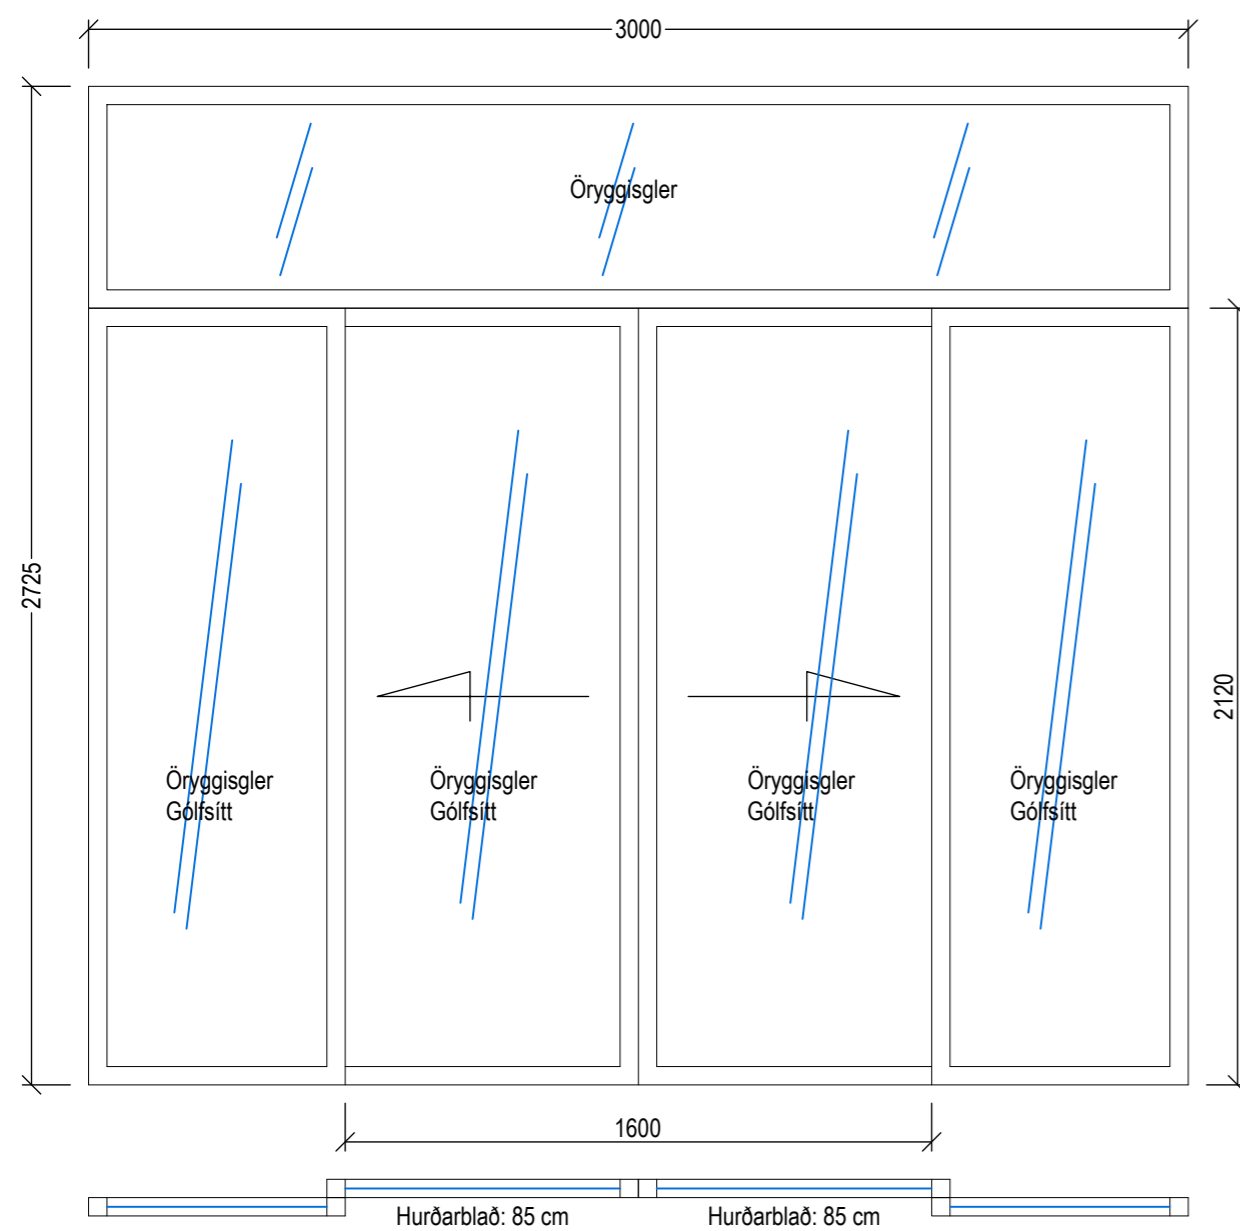 3000
Öryggisgler
2725
2120
Öryggisgler
Gólfsítt
Öryggisgler
Gólfsítt
Öryggisgler
Gólfsítt
Öryggisgler
Gólfsítt
1600
Hurðarblað: 85 cm
Hurðarblað: 85 cm